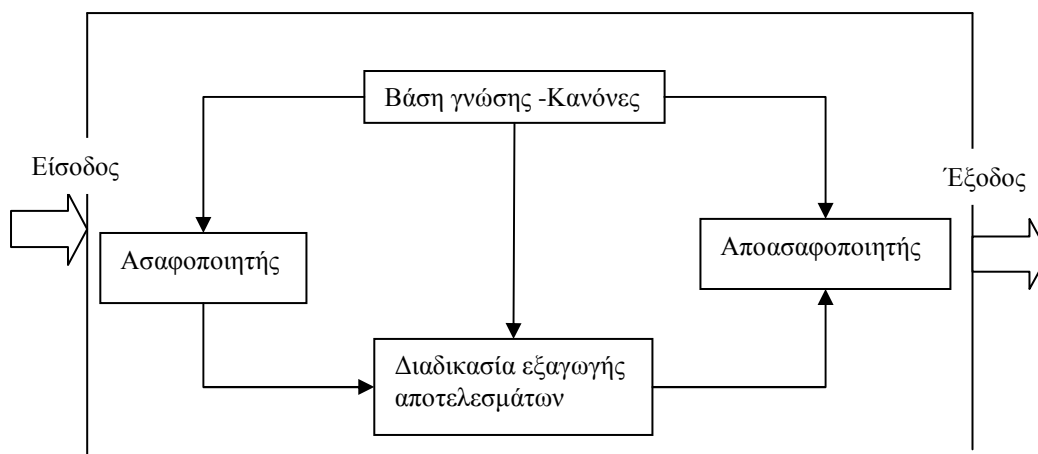 Βάση γνώσης -Κανόνες
Είσοδος
Έξοδος
Ασαφοποιητής
Αποασαφοποιητής
Διαδικασία εξαγωγής
αποτελεσμάτων